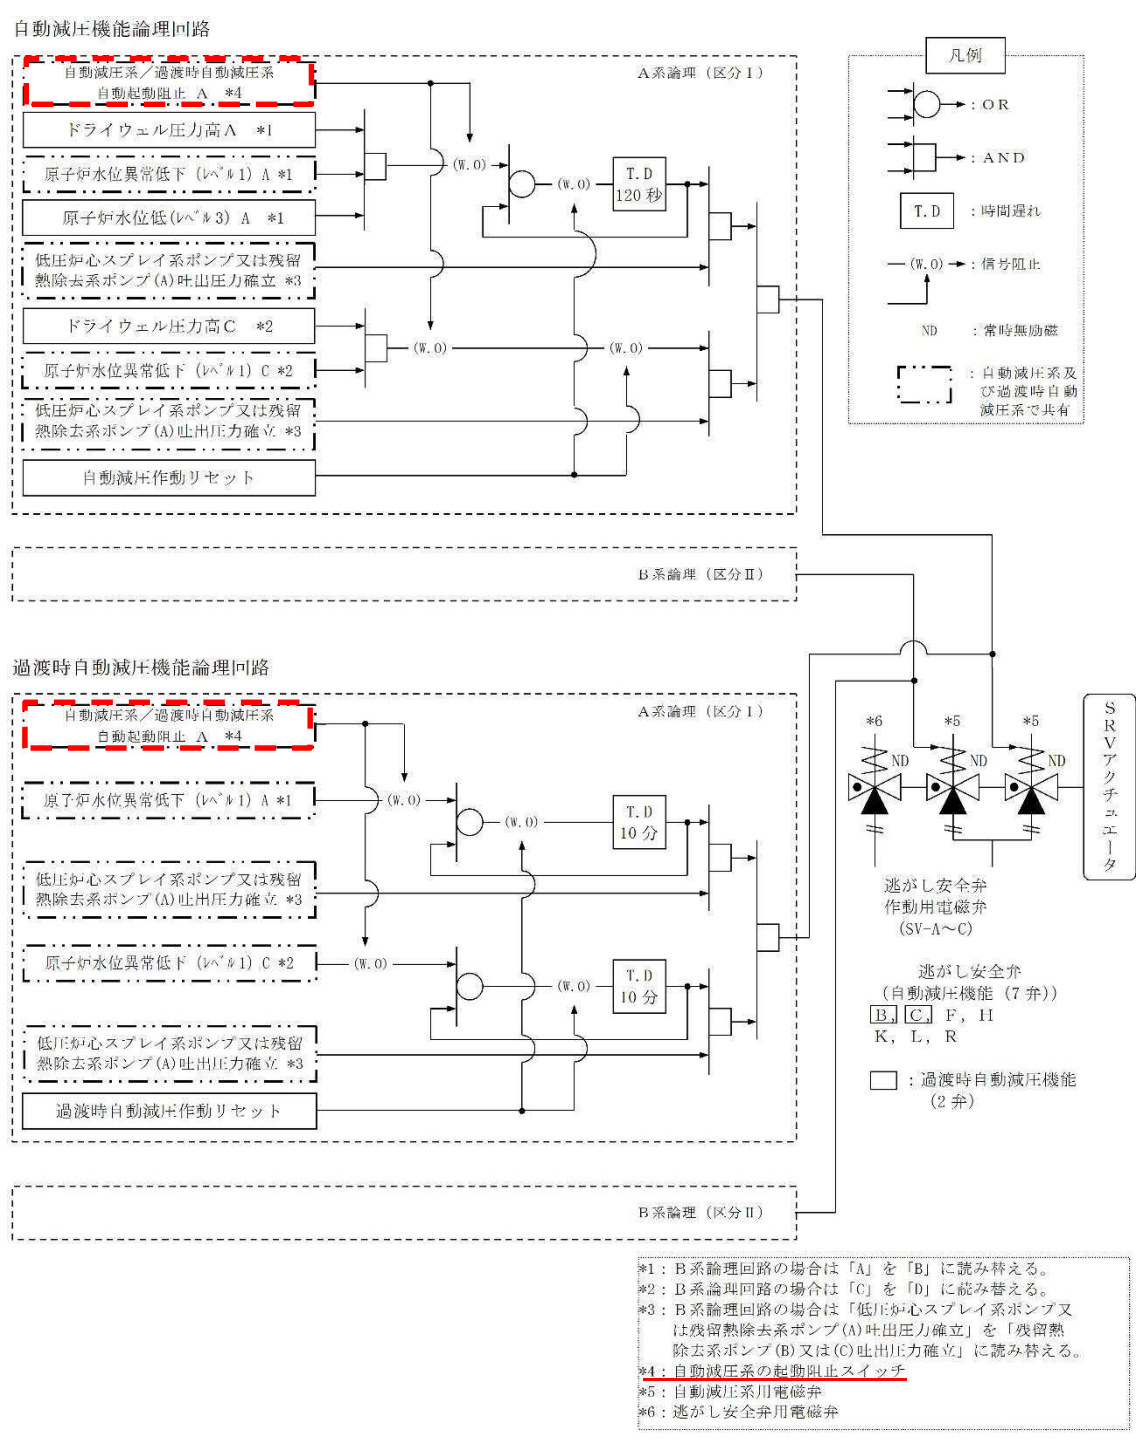 自動減圧機能論理回路
自動減圧系／過渡時自動減圧系
自動起動阻止 A *4
A系論理（区分Ⅰ）
ドライウェル圧力高A *1
原子炉水位異常低下（ﾚﾍﾞﾙ1）A *1
原子炉水位低(ﾚﾍﾞﾙ3) A *1
低圧炉心スプレイ系ポンプ又は残留
熱除去系ポンプ(A)吐出圧力確立 *3
ドライウェル圧力高C *2
原子炉水位異常低下（ﾚﾍﾞﾙ1）C *2
低圧炉心スプレイ系ポンプ又は残留
熱除去系ポンプ(A)吐出圧力確立 *3
自動減圧作動リセット
(W.O)
(W.O)
T.D
120秒
(W.O)
(W.O)
凡例
：OR
：AND
T.D
：時間遅れ
(W.O)
：信号阻止
ND
：常時無励磁
：自動減圧系及
び過渡時自動
減圧系で共有
B系論理（区分Ⅱ）
過渡時自動減圧機能論理回路
自動減圧系／過渡時自動減圧系
自動起動阻止 A *4
A系論理（区分Ⅰ）
原子炉水位異常低下（ﾚﾍﾞﾙ1）A *1
低圧炉心スプレイ系ポンプ又は残留
熱除去系ポンプ(A)吐出圧力確立 *3
原子炉水位異常低下（ﾚﾍﾞﾙ1）C *2
低圧炉心スプレイ系ポンプ又は残留
熱除去系ポンプ(A)吐出圧力確立 *3
過渡時自動減圧作動リセット
(W.O)
(W.O)
T.D
10分
(W.O)
(W.O)
T.D
10分
B系論理（区分Ⅱ）
*6
*5
*5
ND
ND
ND
SRVアクチュエータ
逃がし安全弁
作動用電磁弁
(SV-A～C)
逃がし安全弁
(自動減圧機能（7弁）)
B, C, F, H
K, L, R
：過渡時自動減圧機能
（2弁）
*1：B系論理回路の場合は「A」を「B」に読み替える。
*2：B系論理回路の場合は「C」を「D」に読み替える。
*3：B系論理回路の場合は「低圧炉心スプレイ系ポンプ又
は残留熱除去系ポンプ(A)吐出圧力確立」を「残留熱
除去系ポンプ(B)又は(C)吐出圧力確立」に読み替える。
*4：自動減圧系の起動阻止スイッチ
*5：自動減圧系用電磁弁
*6：逃がし安全弁用電磁弁